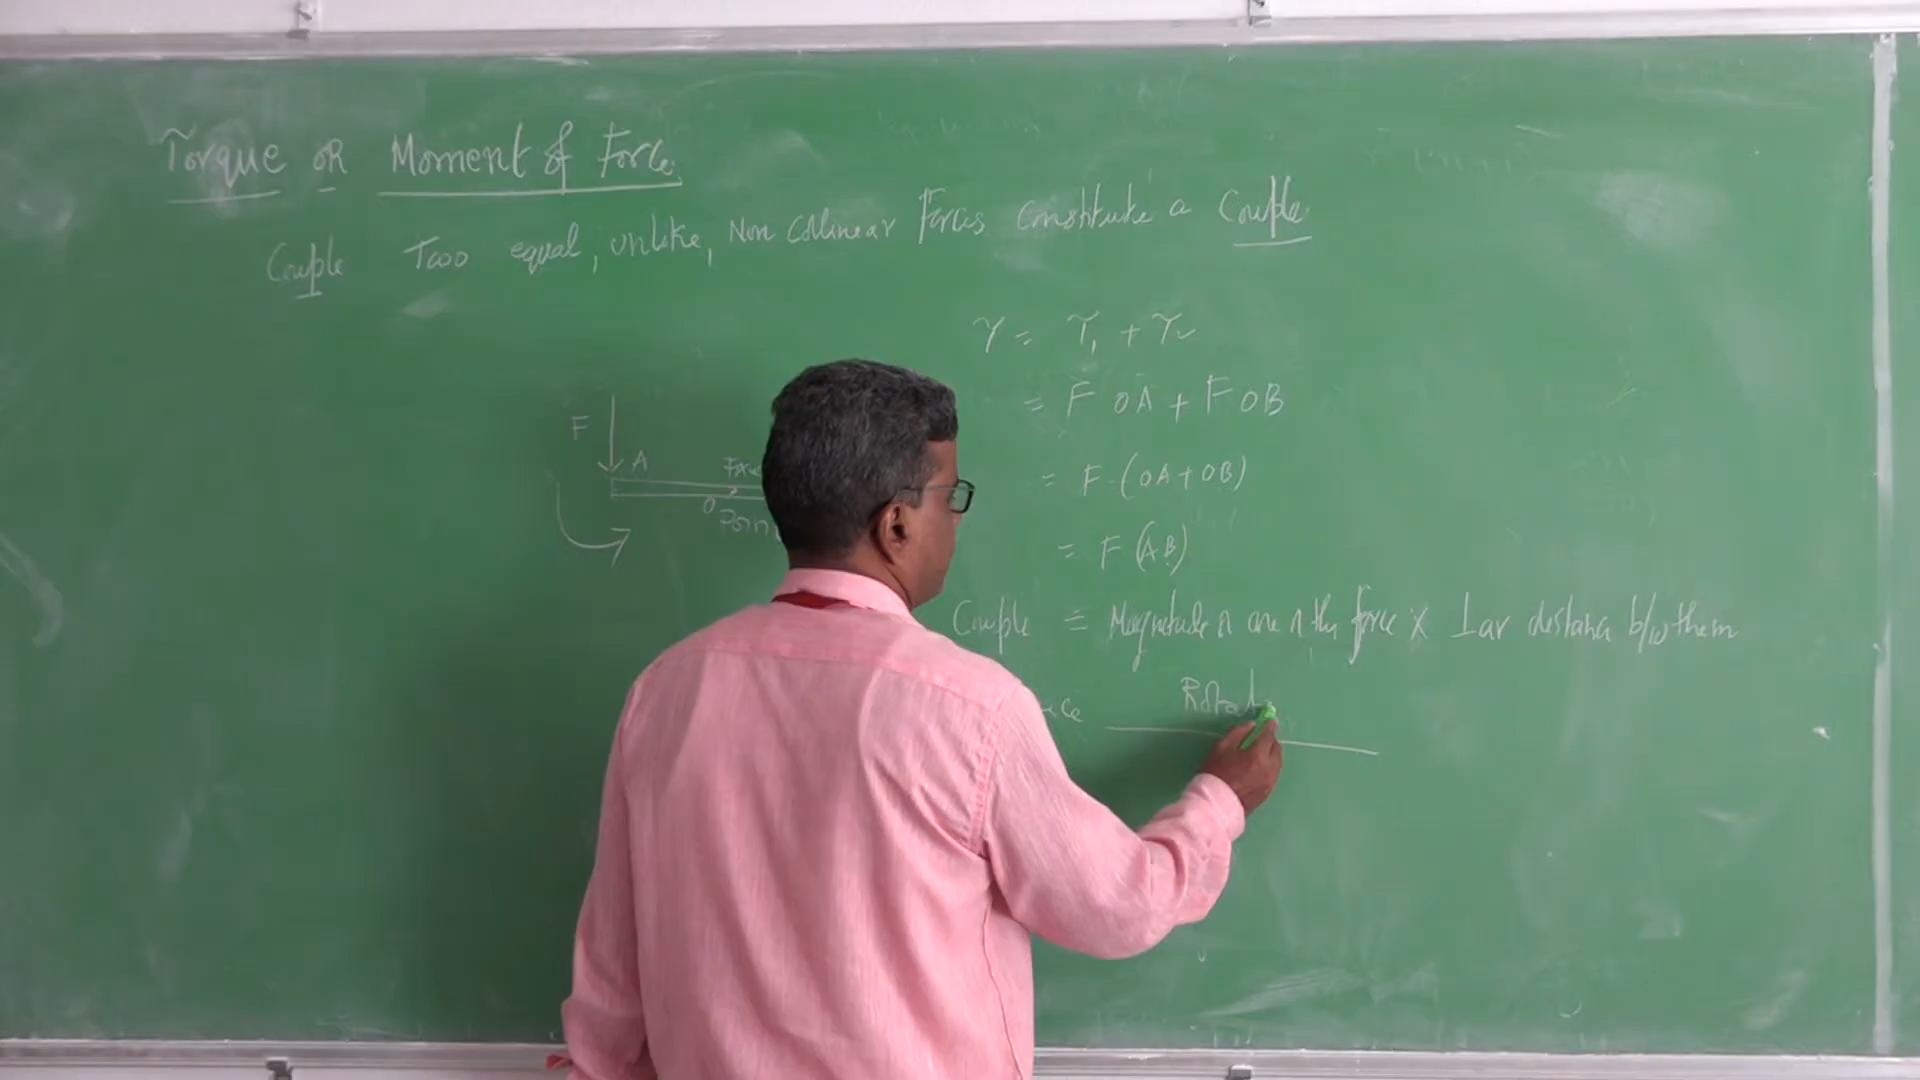 Torque OR Moment of Force.
Couple Two equal, unlike, Non Collinear Forces Constitute a Couple.
τ = τ₁ + τ₂
= F OA + F OB
= F (OA + OB)
= F (AB)
F
A
O
Couple = Magnitude of one of the force × ⊥ar distance b/w them
Rotat